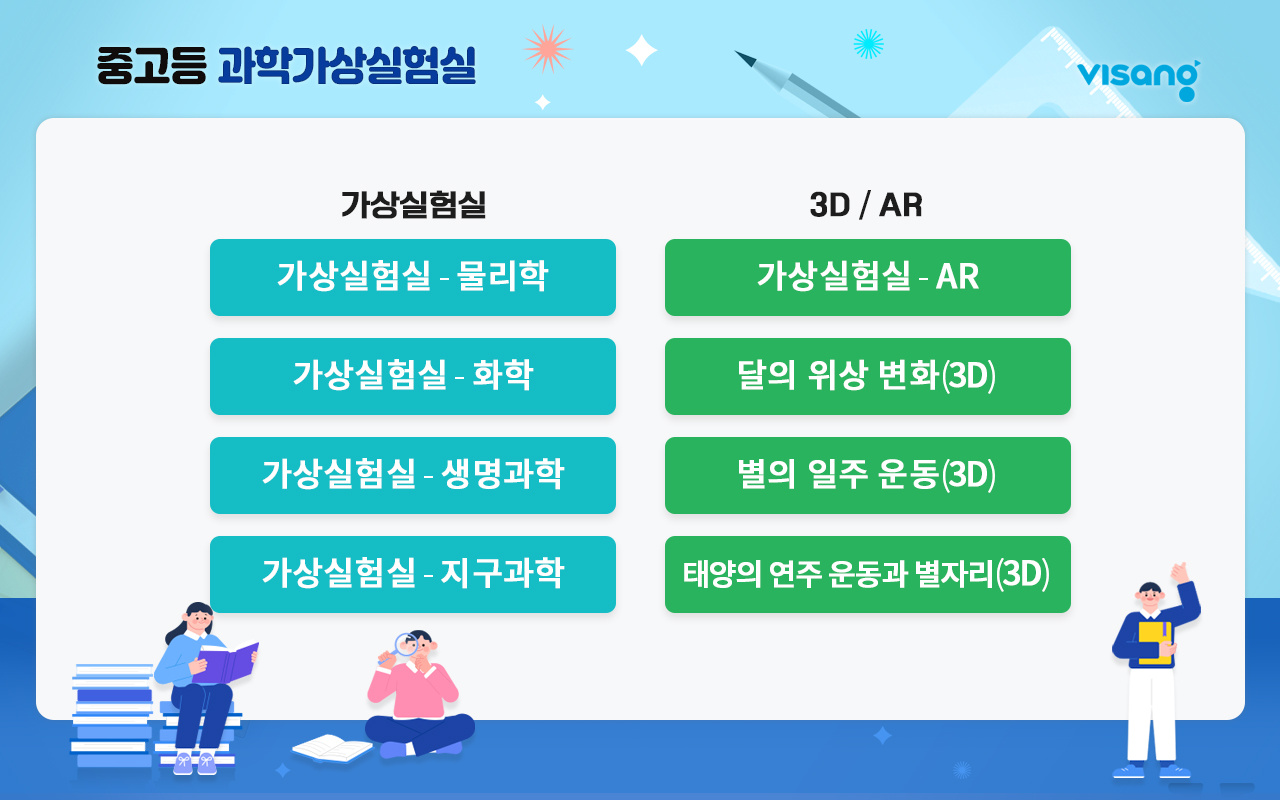 중고등 과학가상실험실
visang
가상실험실
가상실험실 - 물리학
가상실험실 - 화학
가상실험실 - 생명과학
가상실험실 - 지구과학
3D / AR
가상실험실 - AR
달의 위상 변화(3D)
별의 일주 운동(3D)
태양의 연주 운동과 별자리(3D)